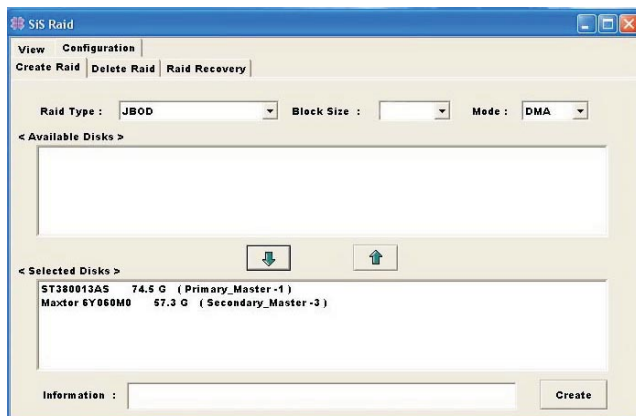 SiS Raid
View Configuration
Create Raid Delete Raid Raid Recovery
Raid Type : JBOD Block Size : Mode : DMA
< Available Disks >
< Selected Disks >
ST380013AS 74.5 G ( Primary_Master -1 )
Maxtor 6Y060M0 57.3 G ( Secondary_Master -3 )
Information : Create